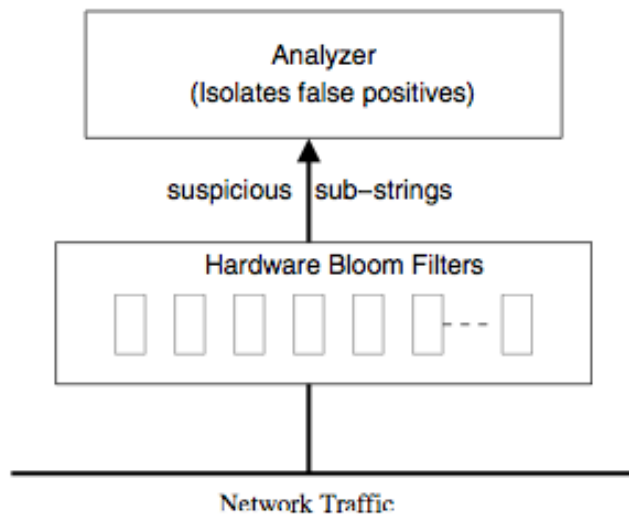 Analyzer
(Isolates false positives)
suspicious sub-strings
Hardware Bloom Filters
Network Traffic